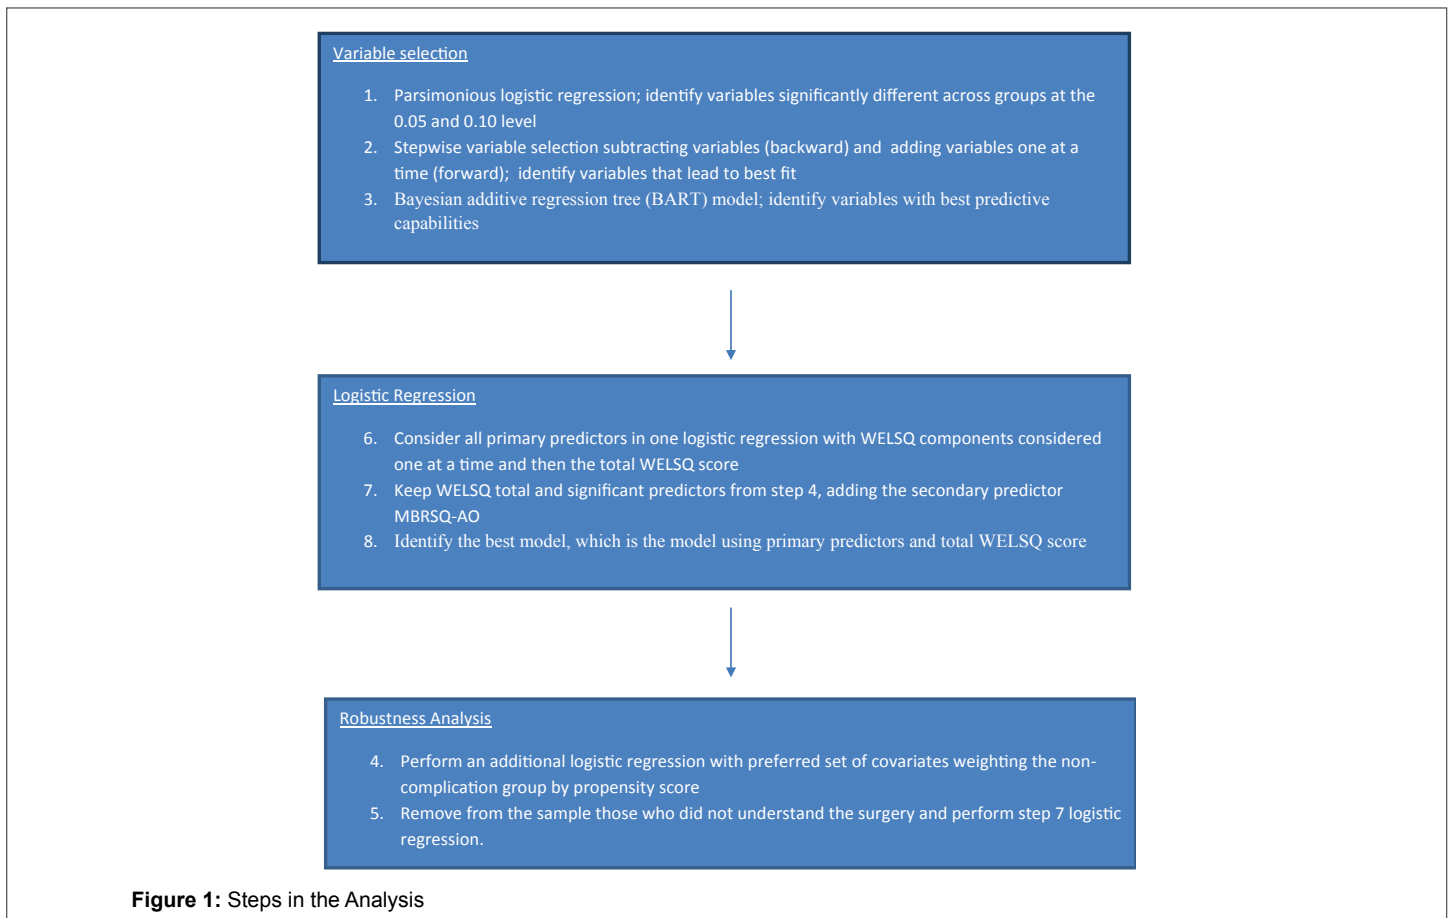 Variable selection
1. Parsimonious logistic regression; identify variables significantly different across groups at the
0.05 and 0.10 level
2. Stepwise variable selection subtracting variables (backward) and adding variables one at a
time (forward); identify variables that lead to best fit
3. Bayesian additive regression tree (BART) model; identify variables with best predictive
capabilities
Logistic Regression
6. Consider all primary predictors in one logistic regression with WELSQ components considered
one at a time and then the total WELSQ score
7. Keep WELSQ total and significant predictors from step 4, adding the secondary predictor
MBRSQ-AO
8. Identify the best model, which is the model using primary predictors and total WELSQ score
Robustness Analysis
4. Perform an additional logistic regression with preferred set of covariates weighting the non-
complication group by propensity score
5. Remove from the sample those who did not understand the surgery and perform step 7 logistic
regression.
Figure 1: Steps in the Analysis